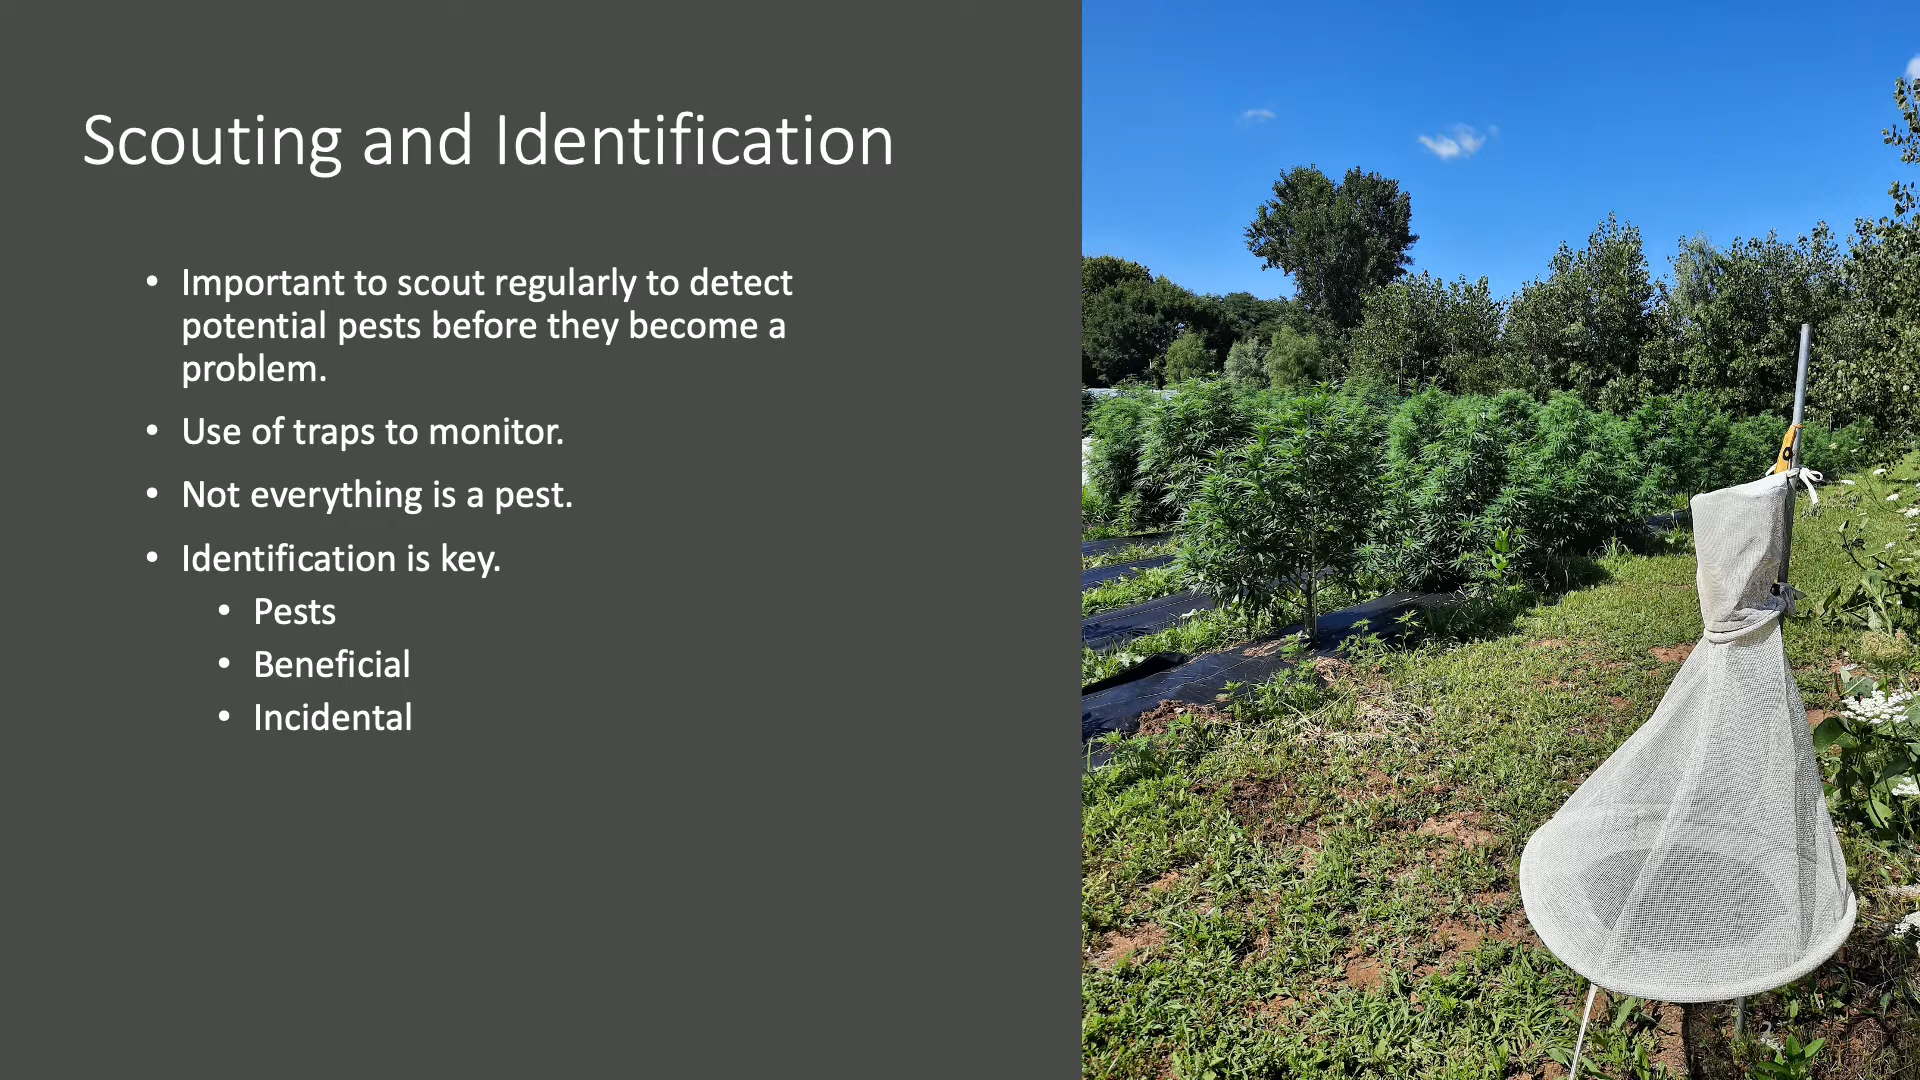 Scouting and Identification
• Important to scout regularly to detect
potential pests before they become a
problem.
• Use of traps to monitor.
• Not everything is a pest.
• Identification is key.
• Pests
• Beneficial
• Incidental